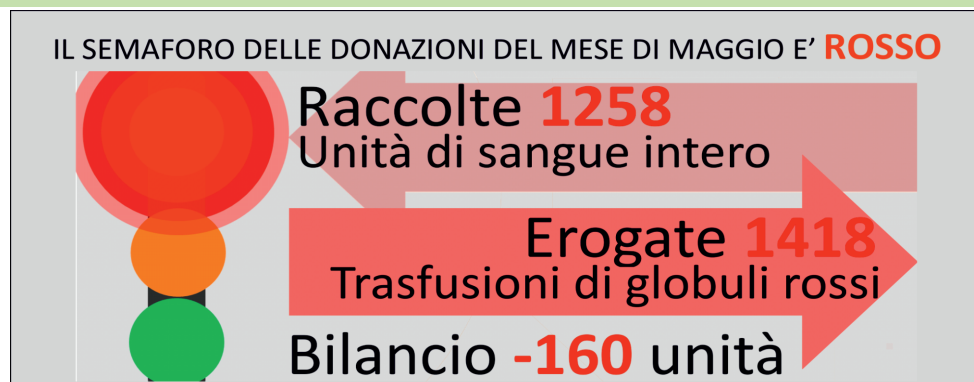 IL SEMAFORO DELLE DONAZIONI DEL MESE DI MAGGIO E’ ROSSO
Raccolte 1258
Unità di sangue intero
Erogate 1418
Trasfusioni di globuli rossi
Bilancio -160 unità